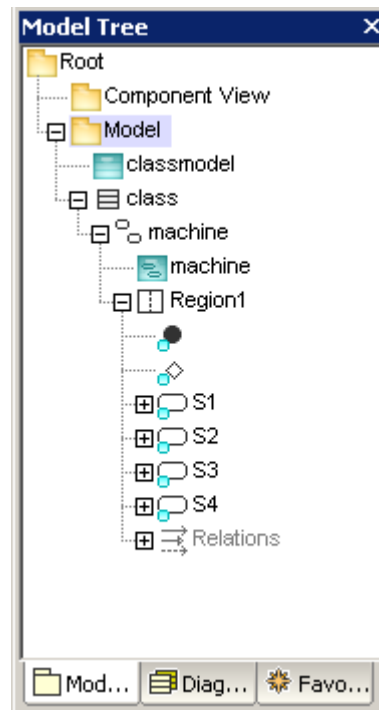 Model Tree
Root
Component View
Model
classmodel
class
machine
machine
Region1
S1
S2
S3
S4
Relations
Mod... Diag... Favo...